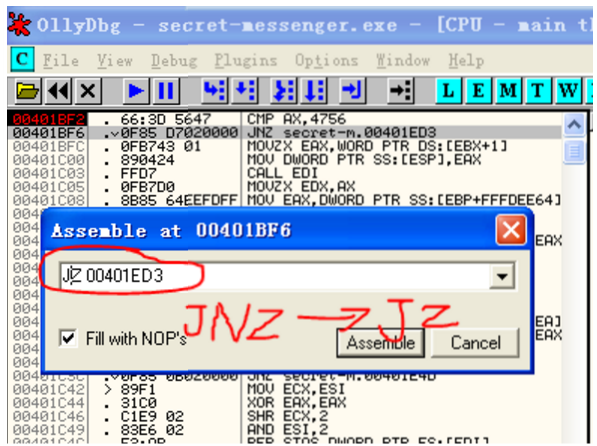 OllyDbg - secret-messenger.exe - [CPU - main t
C File View Debug Plugins Options Window Help
L E M T W
00401BF2 . 66:3D 5647 CMP AX,4756
00401BF6 .v0F85 D7020000 JNZ secret-m.00401ED3
00401BFC . 0FB743 01 MOVZX EAX,WORD PTR DS:[EBX+1]
00401C00 . 890424 MOV DWORD PTR SS:[ESP],EAX
00401C03 . FFD7 CALL EDI
00401C05 . 0FB7D0 MOVZX EDX,AX
00401C08 . 8B85 64EEFDFF MOV EAX,DWORD PTR SS:[EBP+FFFDEE64]
Assemble at 00401BF6
EAX
JZ 00401ED3
JNZ → JZ
EA]
Fill with NOP's Assemble Cancel
EAX
00401C3C .v0F85 0B020000 JNZ secret-m.00401E4D
00401C42 > 89F1 MOV ECX,ESI
00401C44 . 31C0 XOR EAX,EAX
00401C46 . C1E9 02 SHR ECX,2
00401C49 . 83E6 02 AND ESI,2
00401C4C . F3:AB REP STOS DWORD PTR ES:[EDI]